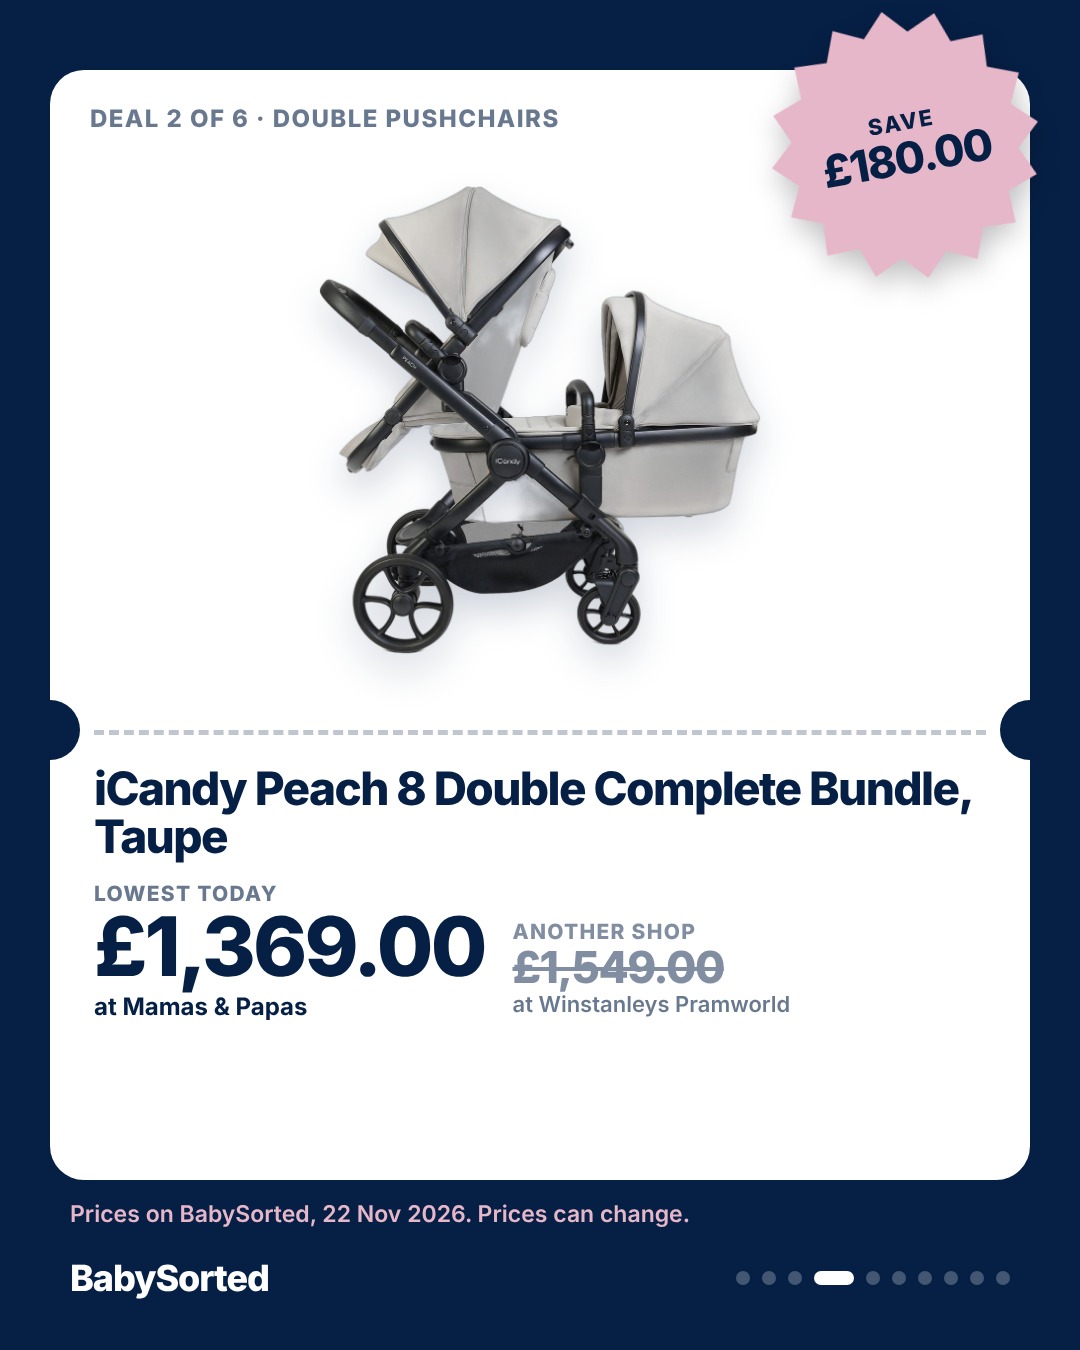 DEAL 2 OF 6 · DOUBLE PUSHCHAIRS
SAVE
£180.00
PEACH
iCandy
iCandy Peach 8 Double Complete Bundle,
Taupe
LOWEST TODAY
£1,369.00
at Mamas & Papas
ANOTHER SHOP
£1,549.00
at Winstanleys Pramworld
Prices on BabySorted, 22 Nov 2026. Prices can change.
BabySorted